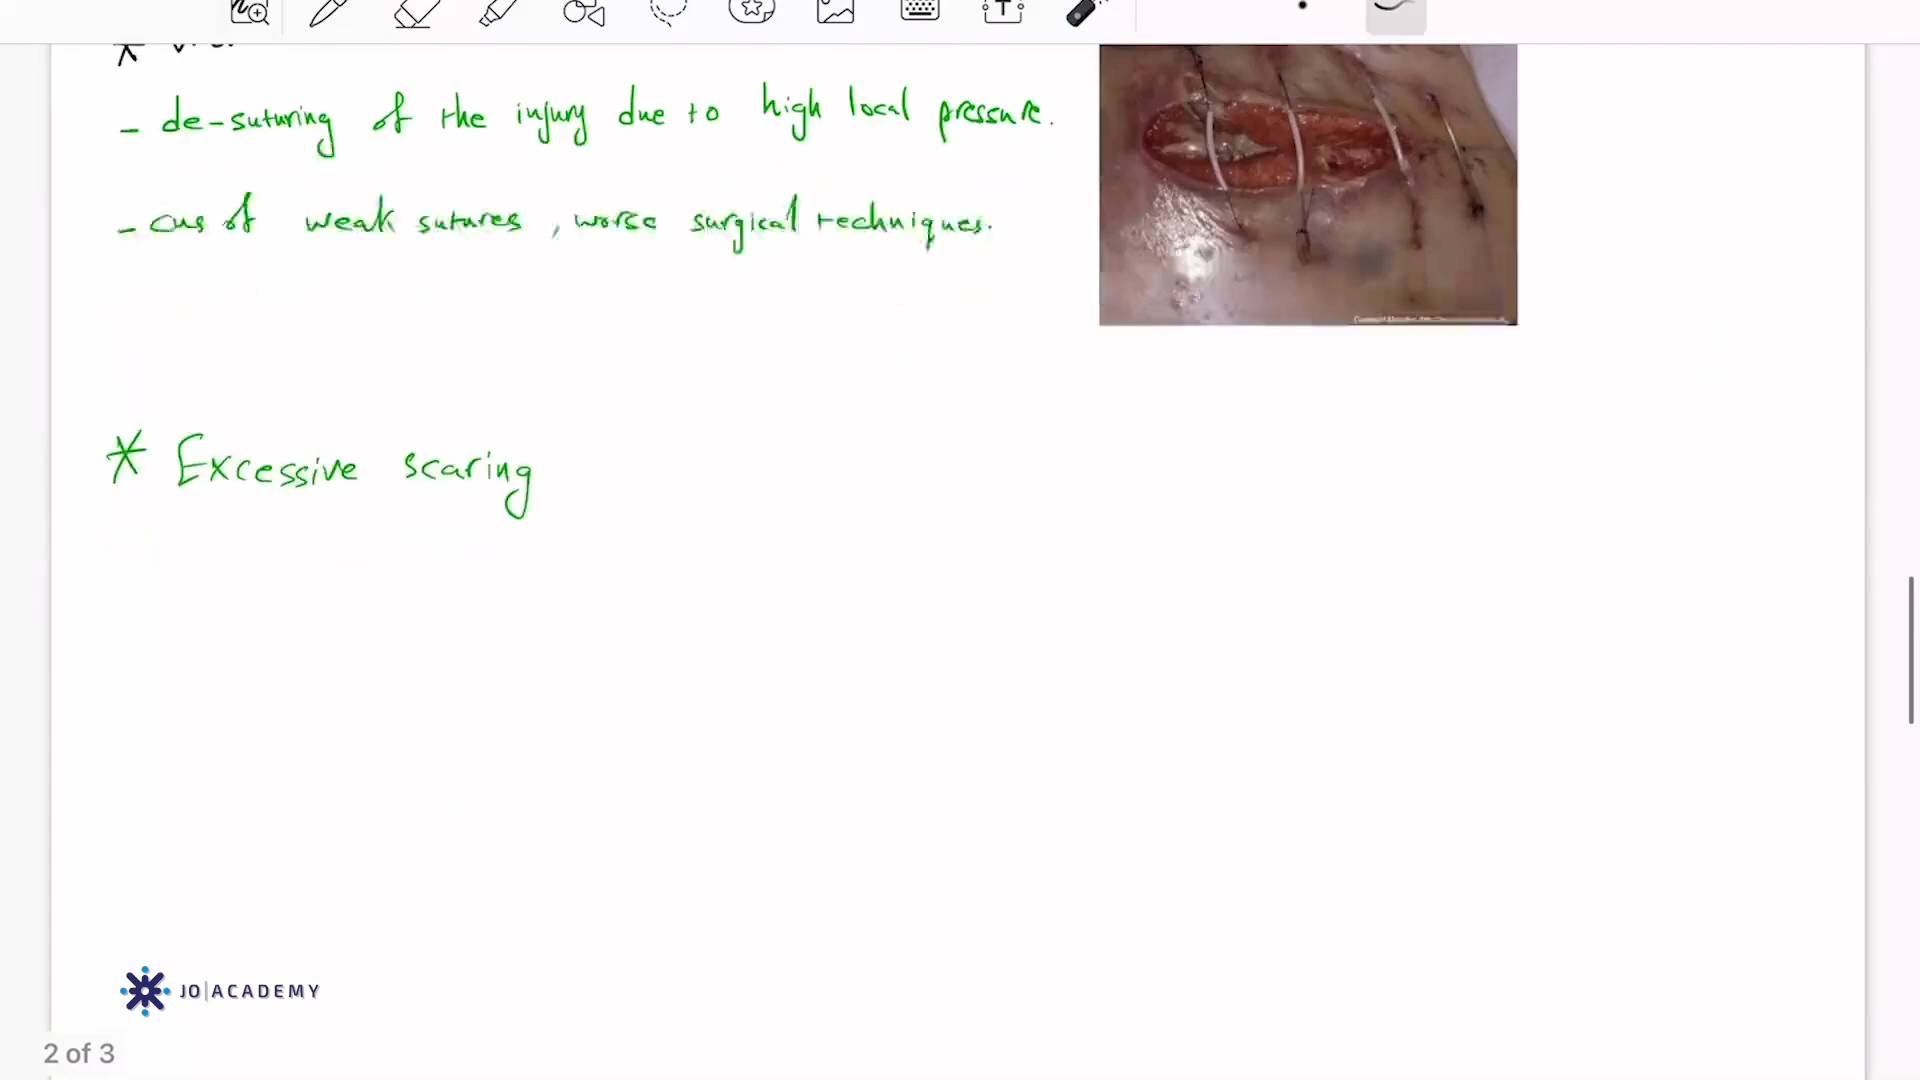 - de-suturing of the injury due to high local pressure.
- cus of weak sutures, worse surgical techniques.
* Excessive scaring
JO|ACADEMY
2 of 3